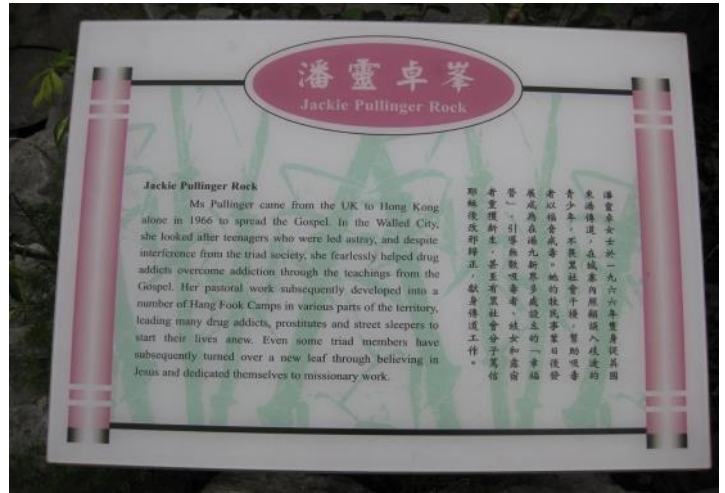 潘靈卓峯
Jackie Pullinger Rock
Jackie Pullinger Rock
Ms Pullinger came from the UK to Hong Kong
alone in 1966 to spread the Gospel. In the Walled City,
she looked after teenagers who were led astray, and despite
interference from the triad society, she fearlessly helped drug
addicts overcome addiction through the teachings from the
Gospel. Her pastoral work subsequently developed into a
number of Hang Fook Camps in various parts of the territory,
leading many drug addicts, prostitutes and street sleepers to
start their lives anew. Even some triad members have
subsequently turned over a new leaf through believing in
Jesus and dedicated themselves to missionary work.
潘靈卓女士於一九六六年隻身從英國
來港傳道，在城寨內照顧誤入歧途的
青少年，不畏黑社會干擾，幫助吸毒
者以福音戒毒。她的牧民事業日後發
展成為在港九新界多處設立的「幸福
營」，引導無數吸毒者、妓女和露宿
者重獲新生，甚至有黑社會分子篤信
耶穌後改邪歸正，獻身傳道工作。